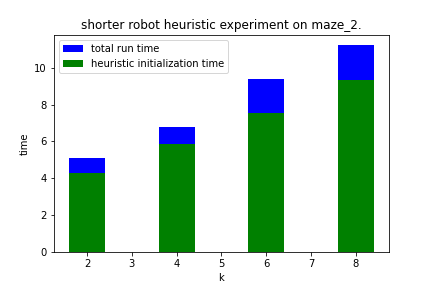 shorter robot heuristic experiment on maze_2.
total run time
heuristic initialization time
10
8
6
4
2
0
time
2 3 4 5 6 7 8
k